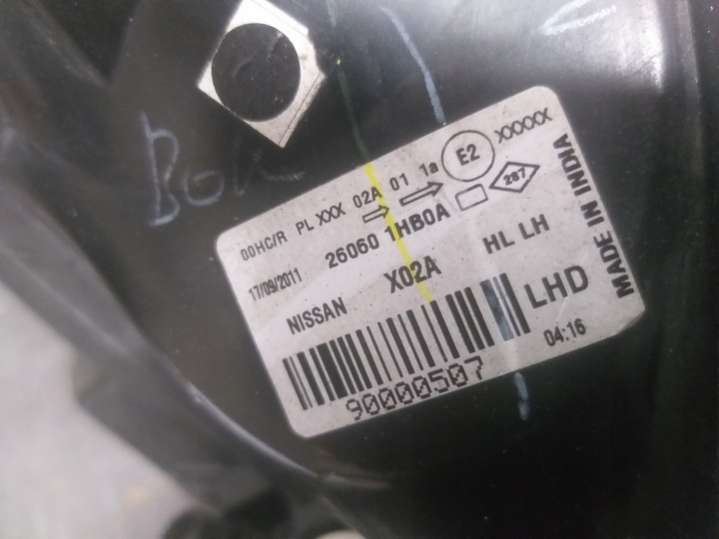 00HC/R PL XXX 02A 01 1a E2 XXXXX
17/09/2011 26060 1HB0A 287
NISSAN X02A HL LH
LHD
90000507
04:16
MADE IN INDIA